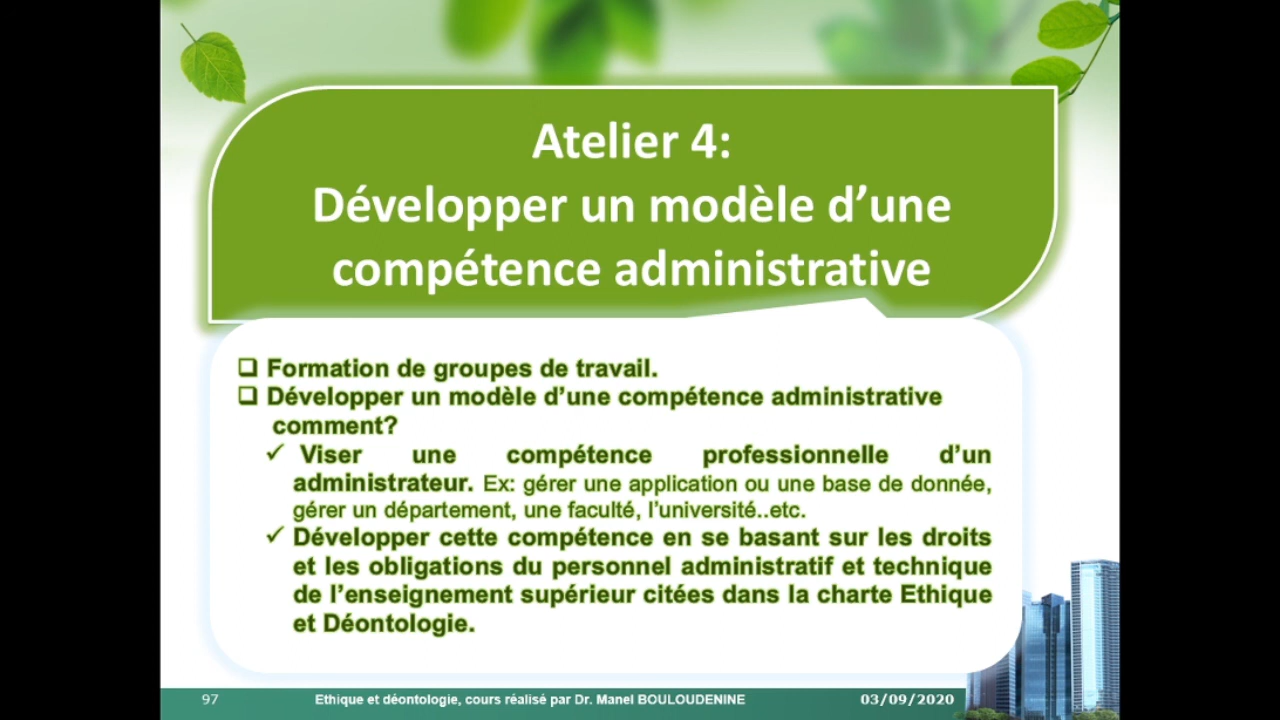 Atelier 4:
Développer un modèle d’une
compétence administrative
❑ Formation de groupes de travail.
❑ Développer un modèle d’une compétence administrative
comment?
✓ Viser une compétence professionnelle d’un
administrateur. Ex: gérer une application ou une base de donnée,
gérer un département, une faculté, l’université..etc.
✓ Développer cette compétence en se basant sur les droits
et les obligations du personnel administratif et technique
de l’enseignement supérieur citées dans la charte Ethique
et Déontologie.
97 Ethique et déontologie, cours réalisé par Dr. Manel BOULOUDENINE 03/09/2020